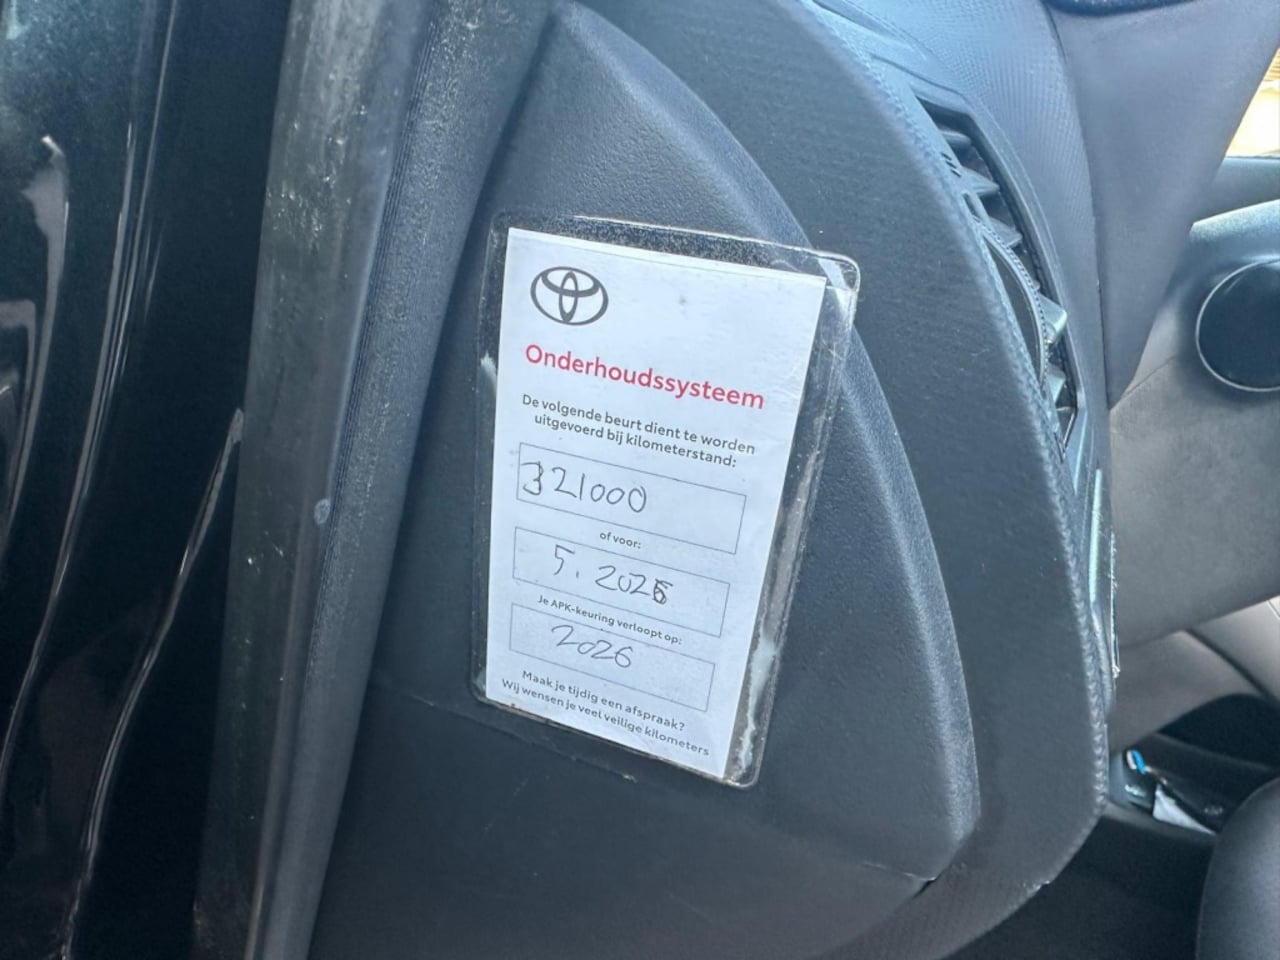 Onderhoudssysteem
De volgende beurt dient te worden
uitgevoerd bij kilometerstand:
321000
of voor:
5. 2026
Je APK-keuring verloopt op:
2026
Maak je tijdig een afspraak?
Wij wensen je veel veilige kilometers